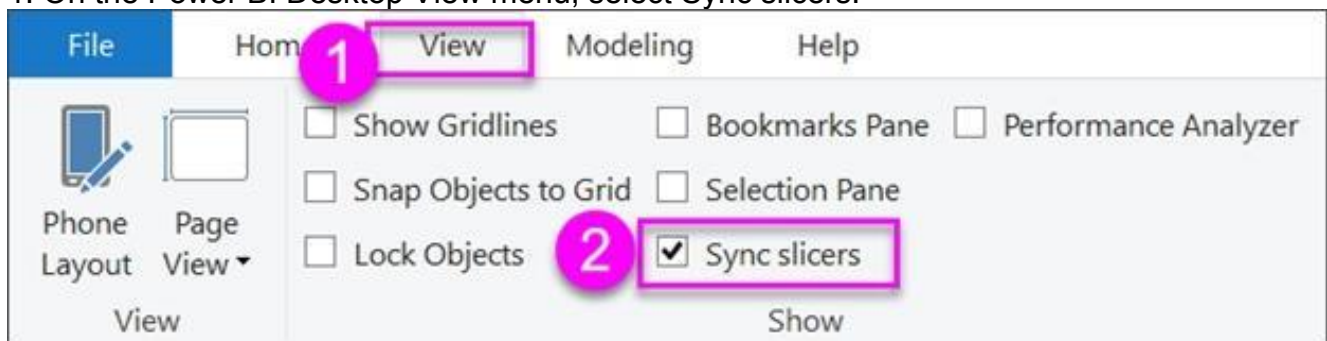 1. On the Power BI Desktop View menu, select Sync slicers.
File Hom 1 View Modeling Help
Show Gridlines Bookmarks Pane Performance Analyzer
Snap Objects to Grid Selection Pane
Phone Layout
Page View
Lock Objects 2 Sync slicers
View Show